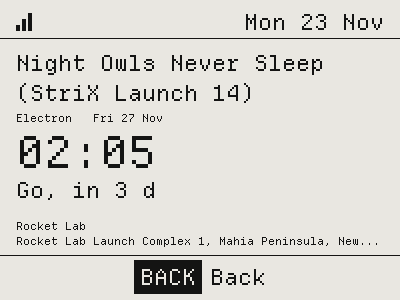 Mon 23 Nov
Night Owls Never Sleep
(StriX Launch 14)
Electron Fri 27 Nov
02:05
Go, in 3 d
Rocket Lab
Rocket Lab Launch Complex 1, Mahia Peninsula, New...
BACK Back